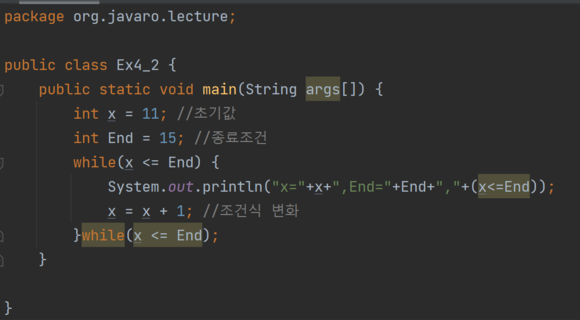 package org.javaro.lecture;
public class Ex4_2 {
public static void main(String args[]) {
int x = 11; //초기값
int End = 15; //종료조건
while(x <= End) {
System.out.println("x="+x+",End="+End+","+(x<=End));
x = x + 1; //조건식 변화
}while(x <= End);
}
}